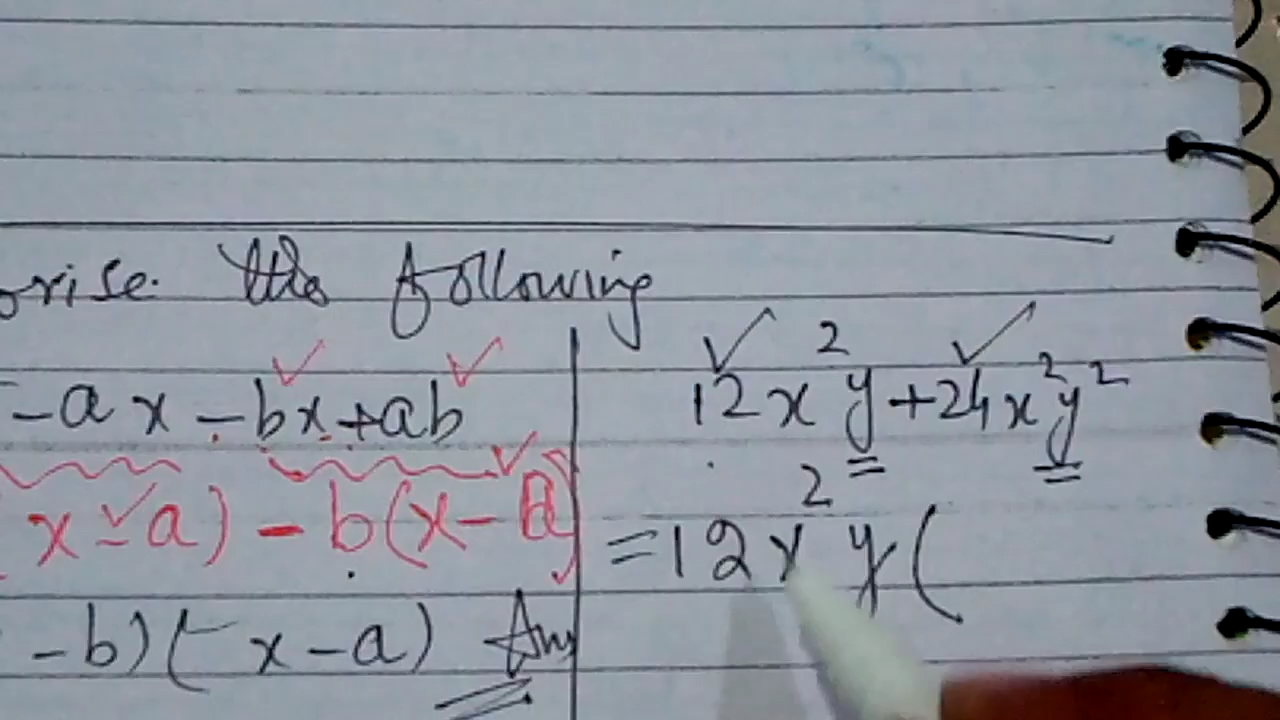 orise the following
-ax -bx+ab
x-a) -b(x-a)
-b)(x-a) Ans
12x²y+24x²y²
=12x²y(